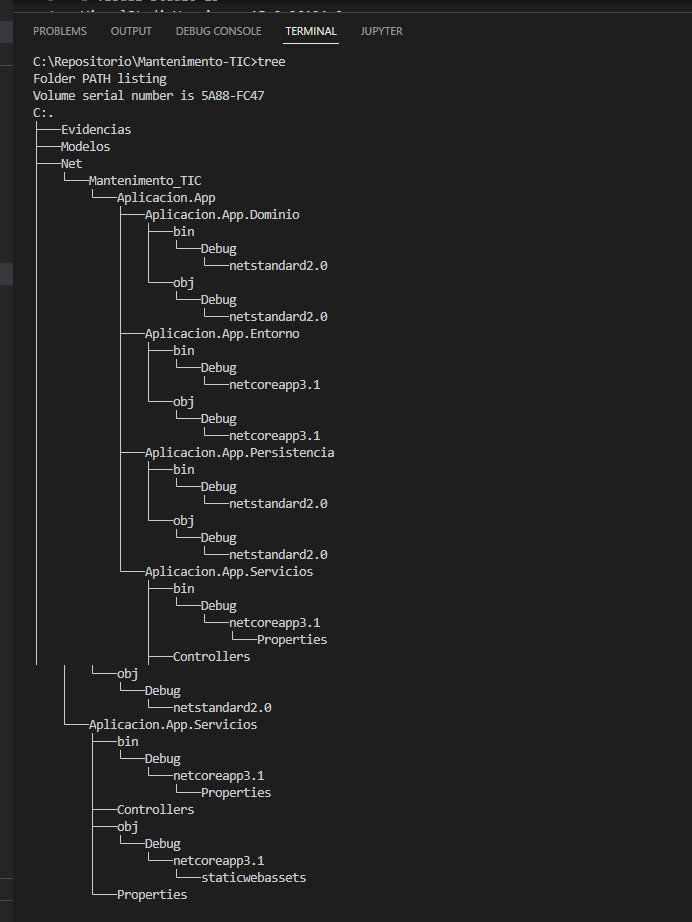 PROBLEMS OUTPUT DEBUG CONSOLE TERMINAL JUPYTER
C:\Repositorio\Mantenimento-TIC>tree
Folder PATH listing
Volume serial number is 5A88-FC47
C:.
├───Evidencias
├───Modelos
├───Net
│   └───Mantenimento_TIC
│       └───Aplicacion.App
│           ├───Aplicacion.App.Dominio
│           │   ├───bin
│           │   │   └───Debug
│           │   │       └───netstandard2.0
│           │   └───obj
│           │       └───Debug
│           │           └───netstandard2.0
│           ├───Aplicacion.App.Entorno
│           │   ├───bin
│           │   │   └───Debug
│           │   │       └───netcoreapp3.1
│           │   └───obj
│           │       └───Debug
│           │           └───netcoreapp3.1
│           ├───Aplicacion.App.Persistencia
│           │   ├───bin
│           │   │   └───Debug
│           │   │       └───netstandard2.0
│           │   └───obj
│           │       └───Debug
│           │           └───netstandard2.0
│           └───Aplicacion.App.Servicios
│               ├───bin
│               │   └───Debug
│               │       └───netcoreapp3.1
│               │           └───Properties
│               ├───Controllers
    │   └───obj
    │       └───Debug
    │           └───netstandard2.0
    └───Aplicacion.App.Servicios
        ├───bin
        │   └───Debug
        │       └───netcoreapp3.1
        │           └───Properties
        ├───Controllers
        ├───obj
        │   └───Debug
        │       └───netcoreapp3.1
        │           └───staticwebassets
        └───Properties